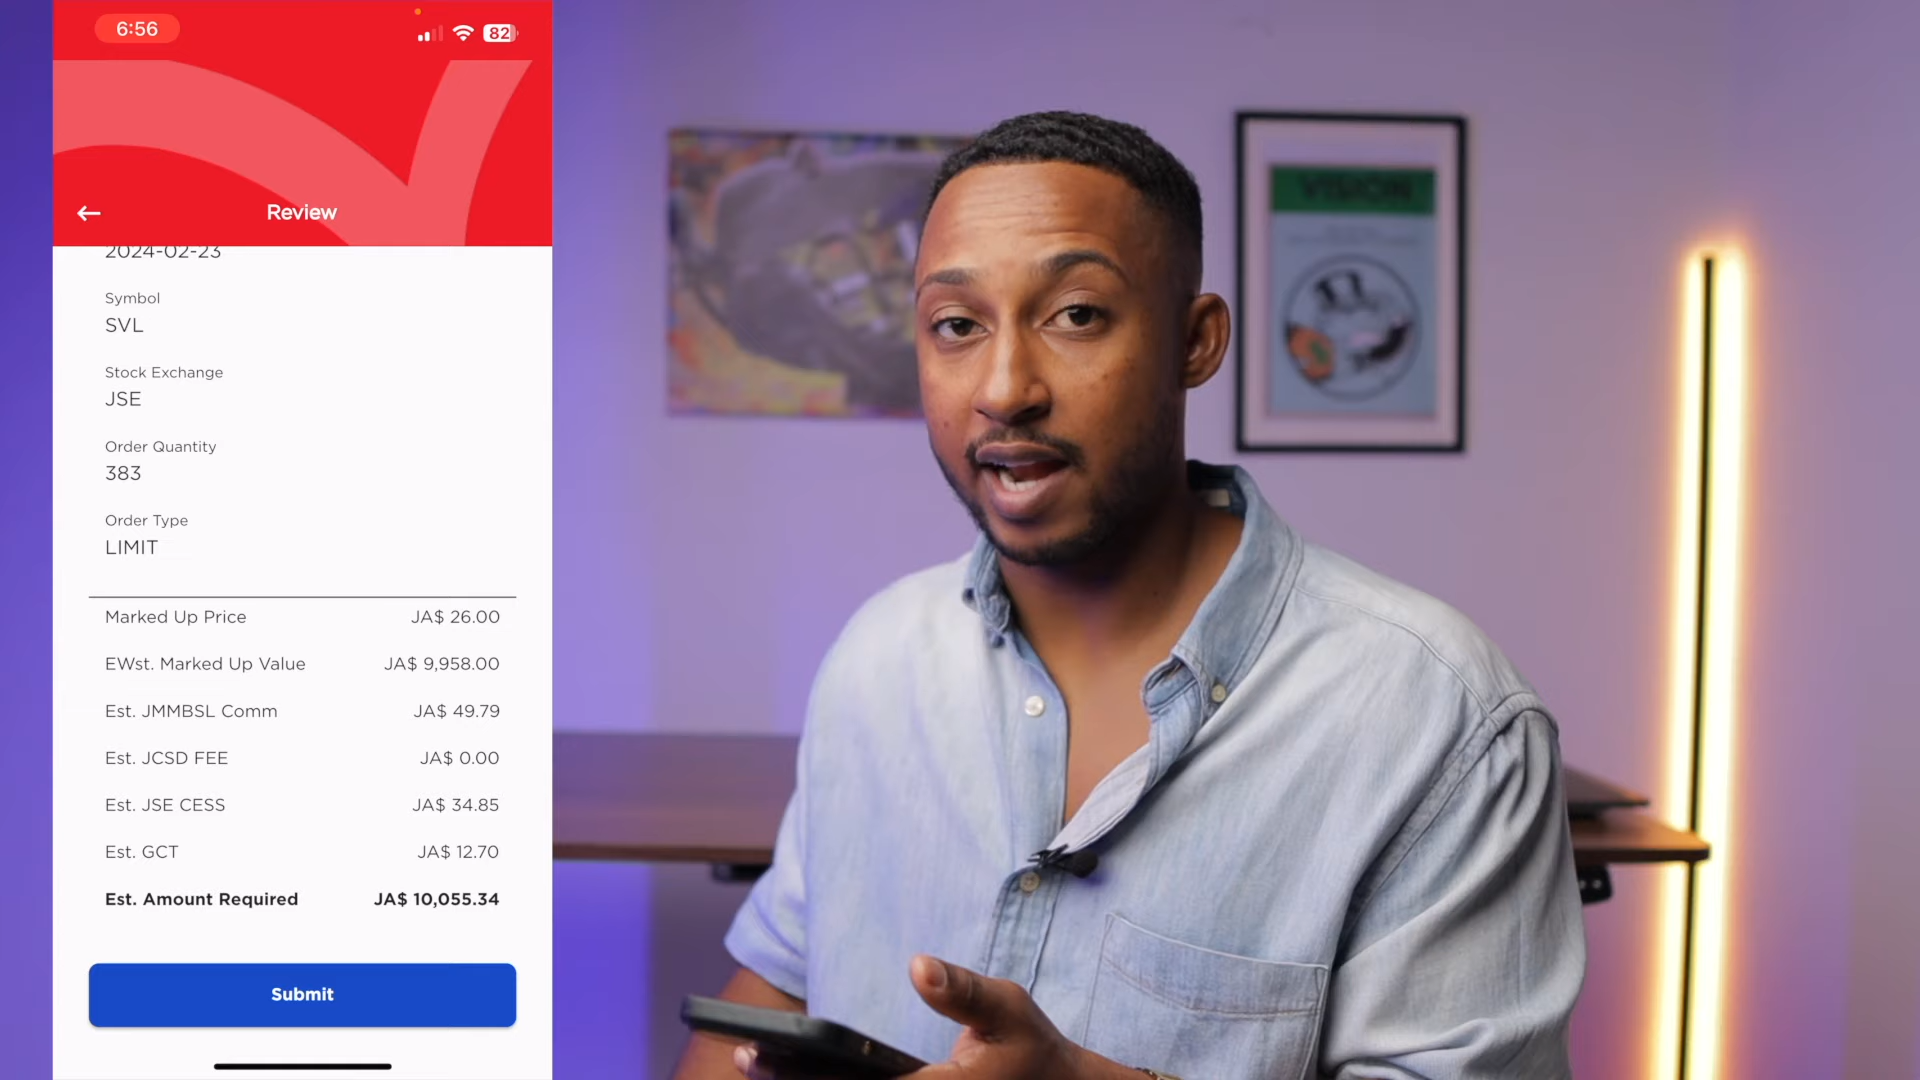 6:56
82
Review
2024-02-23
Symbol
SVL
Stock Exchange
JSE
Order Quantity
383
Order Type
LIMIT
Marked Up Price JA$ 26.00
EWst. Marked Up Value JA$ 9,958.00
Est. JMMBSL Comm JA$ 49.79
Est. JCSD FEE JA$ 0.00
Est. JSE CESS JA$ 34.85
Est. GCT JA$ 12.70
Est. Amount Required JA$ 10,055.34
Submit
VISION